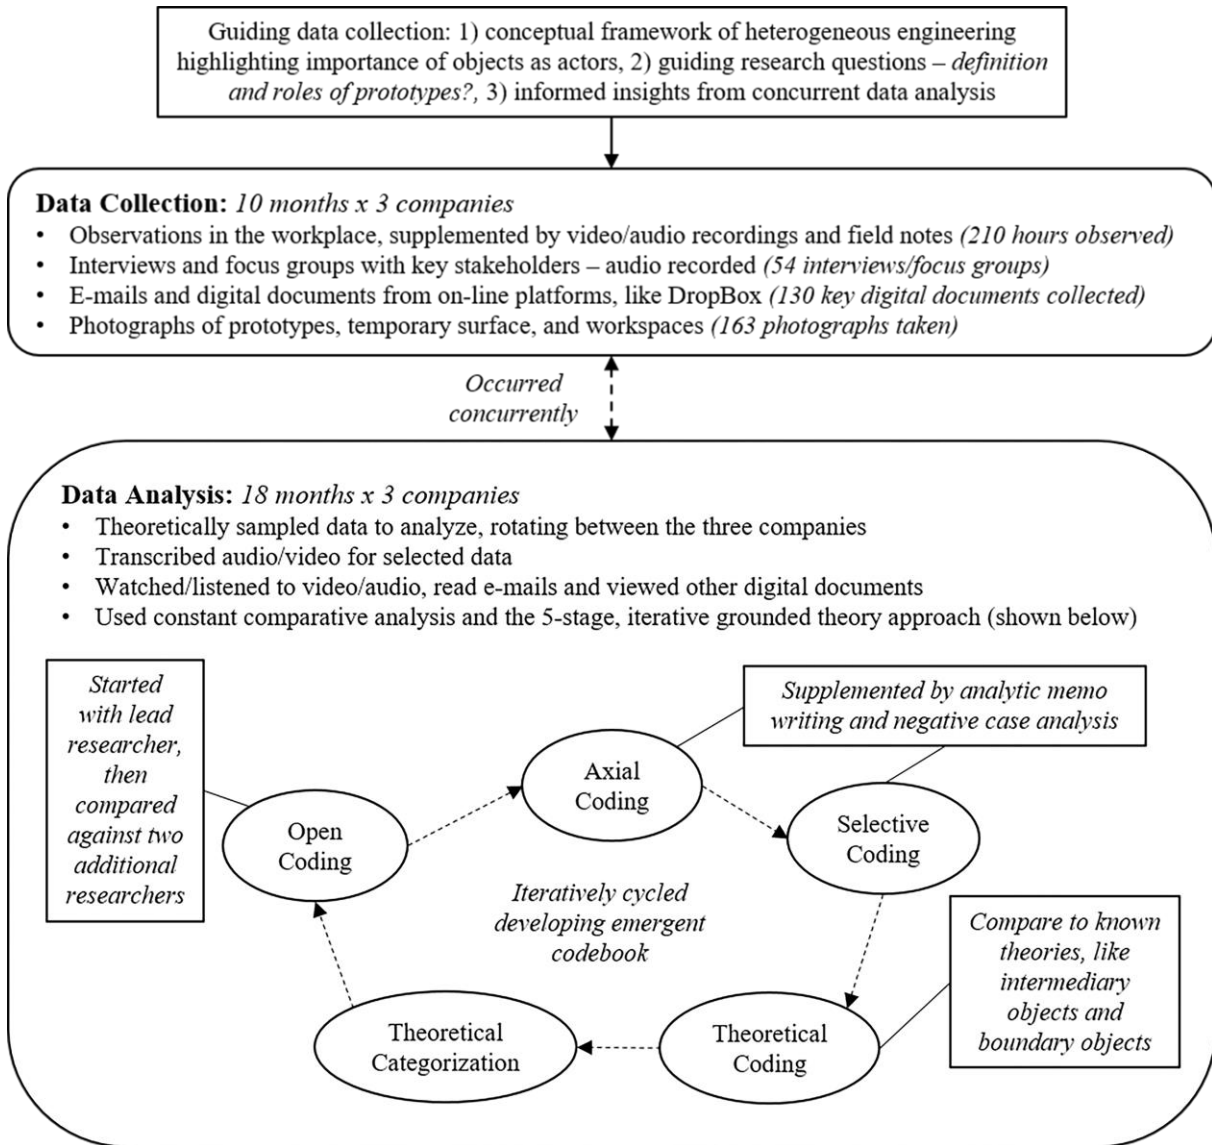 Guiding data collection: 1) conceptual framework of heterogeneous engineering
highlighting importance of objects as actors, 2) guiding research questions – definition
and roles of prototypes?, 3) informed insights from concurrent data analysis
Data Collection: 10 months x 3 companies
• Observations in the workplace, supplemented by video/audio recordings and field notes (210 hours observed)
• Interviews and focus groups with key stakeholders – audio recorded (54 interviews/focus groups)
• E-mails and digital documents from on-line platforms, like DropBox (130 key digital documents collected)
• Photographs of prototypes, temporary surface, and workspaces (163 photographs taken)
Occurred
concurrently
Data Analysis: 18 months x 3 companies
• Theoretically sampled data to analyze, rotating between the three companies
• Transcribed audio/video for selected data
• Watched/listened to video/audio, read e-mails and viewed other digital documents
• Used constant comparative analysis and the 5-stage, iterative grounded theory approach (shown below)
Started
with lead
researcher,
then
compared
against two
additional
researchers
Supplemented by analytic memo
writing and negative case analysis
Open
Coding
Axial
Coding
Selective
Coding
Iteratively cycled
developing emergent
codebook
Compare to known
theories, like
intermediary
objects and
boundary objects
Theoretical
Categorization
Theoretical
Coding